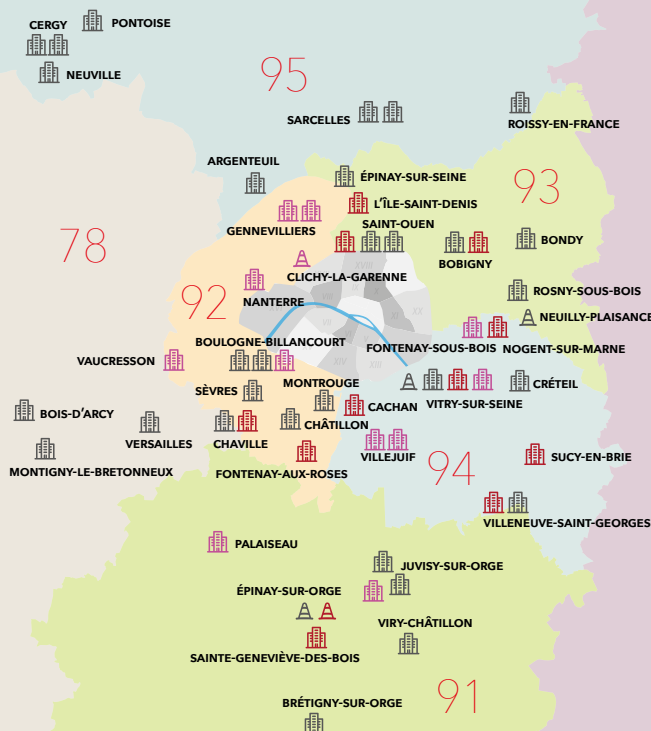 CERGY
PONTOISE
NEUVILLE
95
SARCELLES
ROISSY-EN-FRANCE
ARGENTEUIL
ÉPINAY-SUR-SEINE
93
L'ÎLE-SAINT-DENIS
SAINT-OUEN
GENNEVILLIERS
78
BOBIGNY
BONDY
XVIII
CLICHY-LA-GARENNE
92
NANTERRE
ROSNY-SOUS-BOIS
NEUILLY-PLAISANCE
XX
BOULOGNE-BILLANCOURT
FONTENAY-SOUS-BOIS
NOGENT-SUR-MARNE
VAUCRESSON
XIV
XIII
SÈVRES
MONTROUGE
CRÉTEIL
CACHAN
VITRY-SUR-SEINE
BOIS-D'ARCY
VERSAILLES
CHAVILLE
CHÂTILLON
VILLEJUIF
94
SUCY-EN-BRIE
MONTIGNY-LE-BRETONNEUX
FONTENAY-AUX-ROSES
VILLENEUVE-SAINT-GEORGES
PALAISEAU
JUVISY-SUR-ORGE
ÉPINAY-SUR-ORGE
VIRY-CHÂTILLON
SAINTE-GENEVIÈVE-DES-BOIS
91
BRÉTIGNY-SUR-ORGE